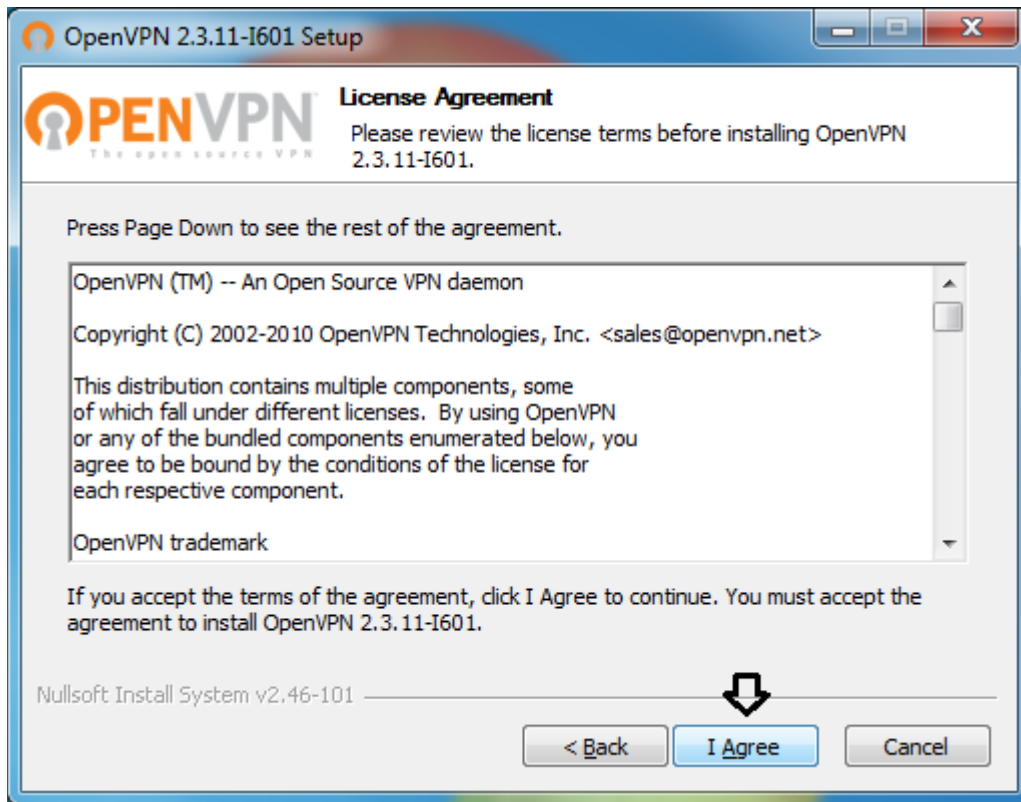 OpenVPN 2.3.11-I601 Setup
OPENVPN
The open source VPN
License Agreement
Please review the license terms before installing OpenVPN
2.3.11-I601.
Press Page Down to see the rest of the agreement.
OpenVPN (TM) -- An Open Source VPN daemon
Copyright (C) 2002-2010 OpenVPN Technologies, Inc. <sales@openvpn.net>
This distribution contains multiple components, some
of which fall under different licenses.  By using OpenVPN
or any of the bundled components enumerated below, you
agree to be bound by the conditions of the license for
each respective component.
OpenVPN trademark
If you accept the terms of the agreement, click I Agree to continue. You must accept the
agreement to install OpenVPN 2.3.11-I601.
Nullsoft Install System v2.46-101
< Back
I Agree
Cancel